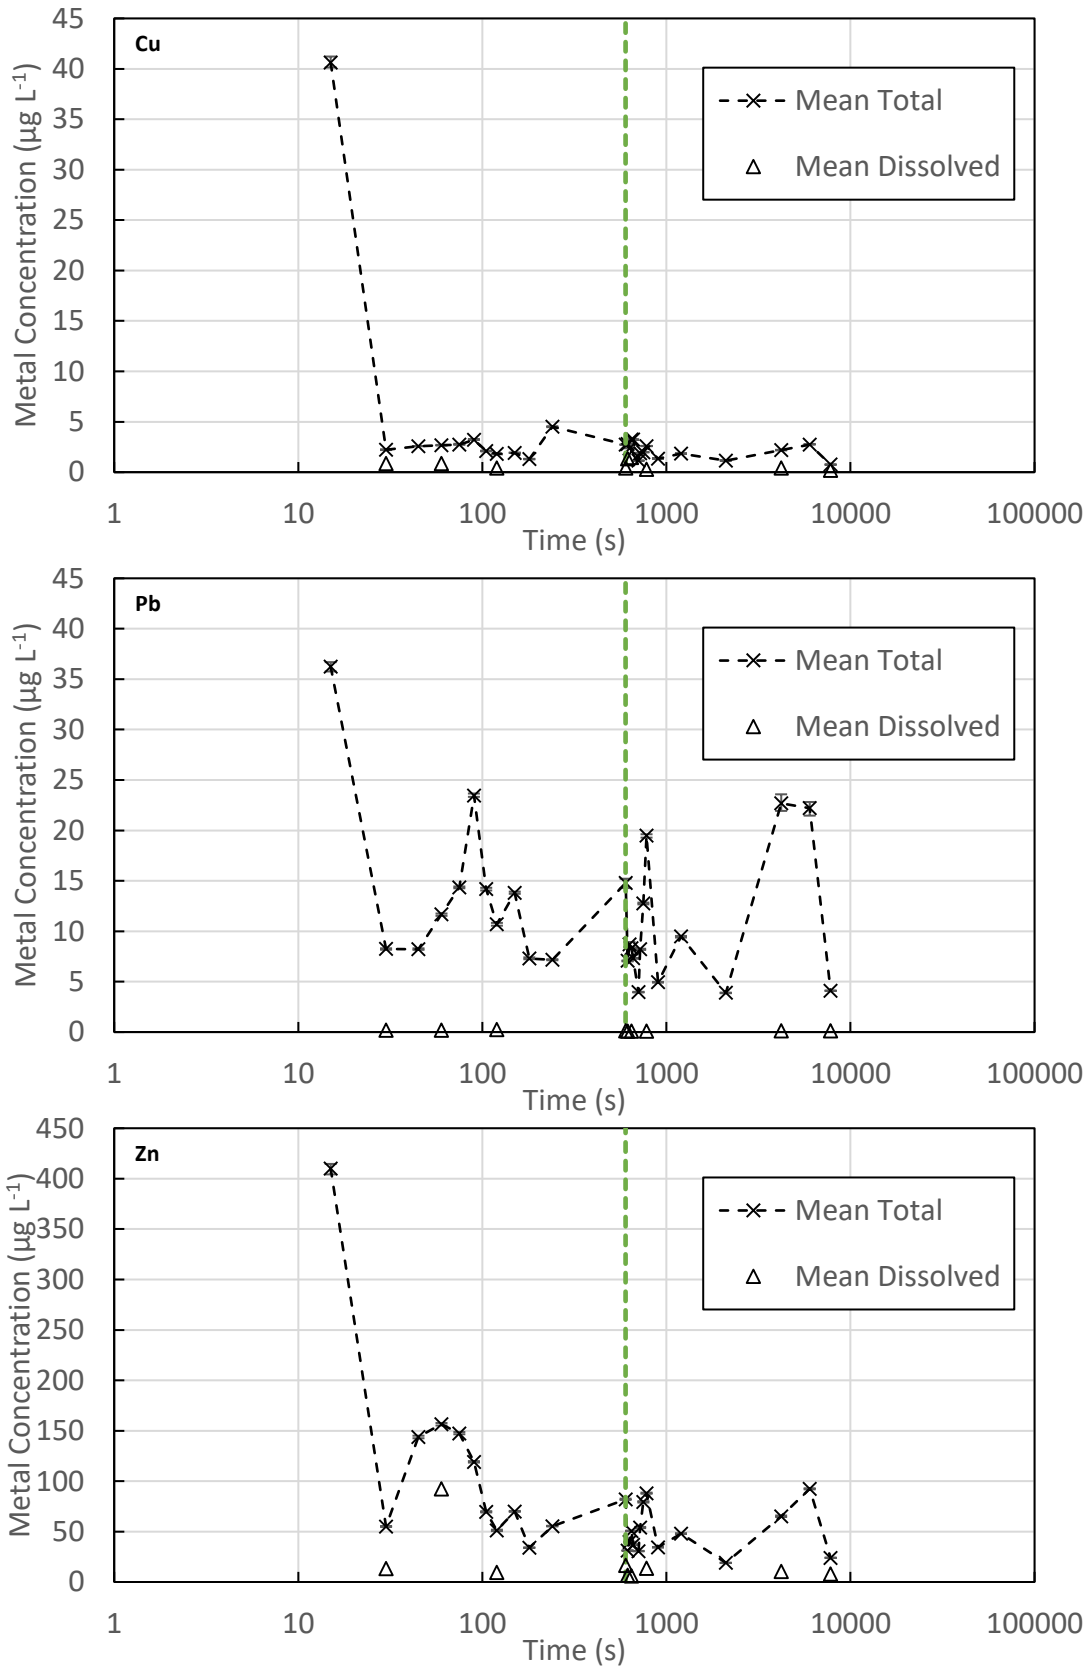 Cu
Metal Concentration (µg L⁻¹)
45
40
35
30
25
20
15
10
5
0
Mean Total
Mean Dissolved
1 10 100 1000 10000 100000
Time (s)
Pb
Metal Concentration (µg L⁻¹)
45
40
35
30
25
20
15
10
5
0
Mean Total
Mean Dissolved
1 10 100 1000 10000 100000
Time (s)
Zn
Metal Concentration (µg L⁻¹)
450
400
350
300
250
200
150
100
50
0
Mean Total
Mean Dissolved
1 10 100 1000 10000 100000
Time (s)